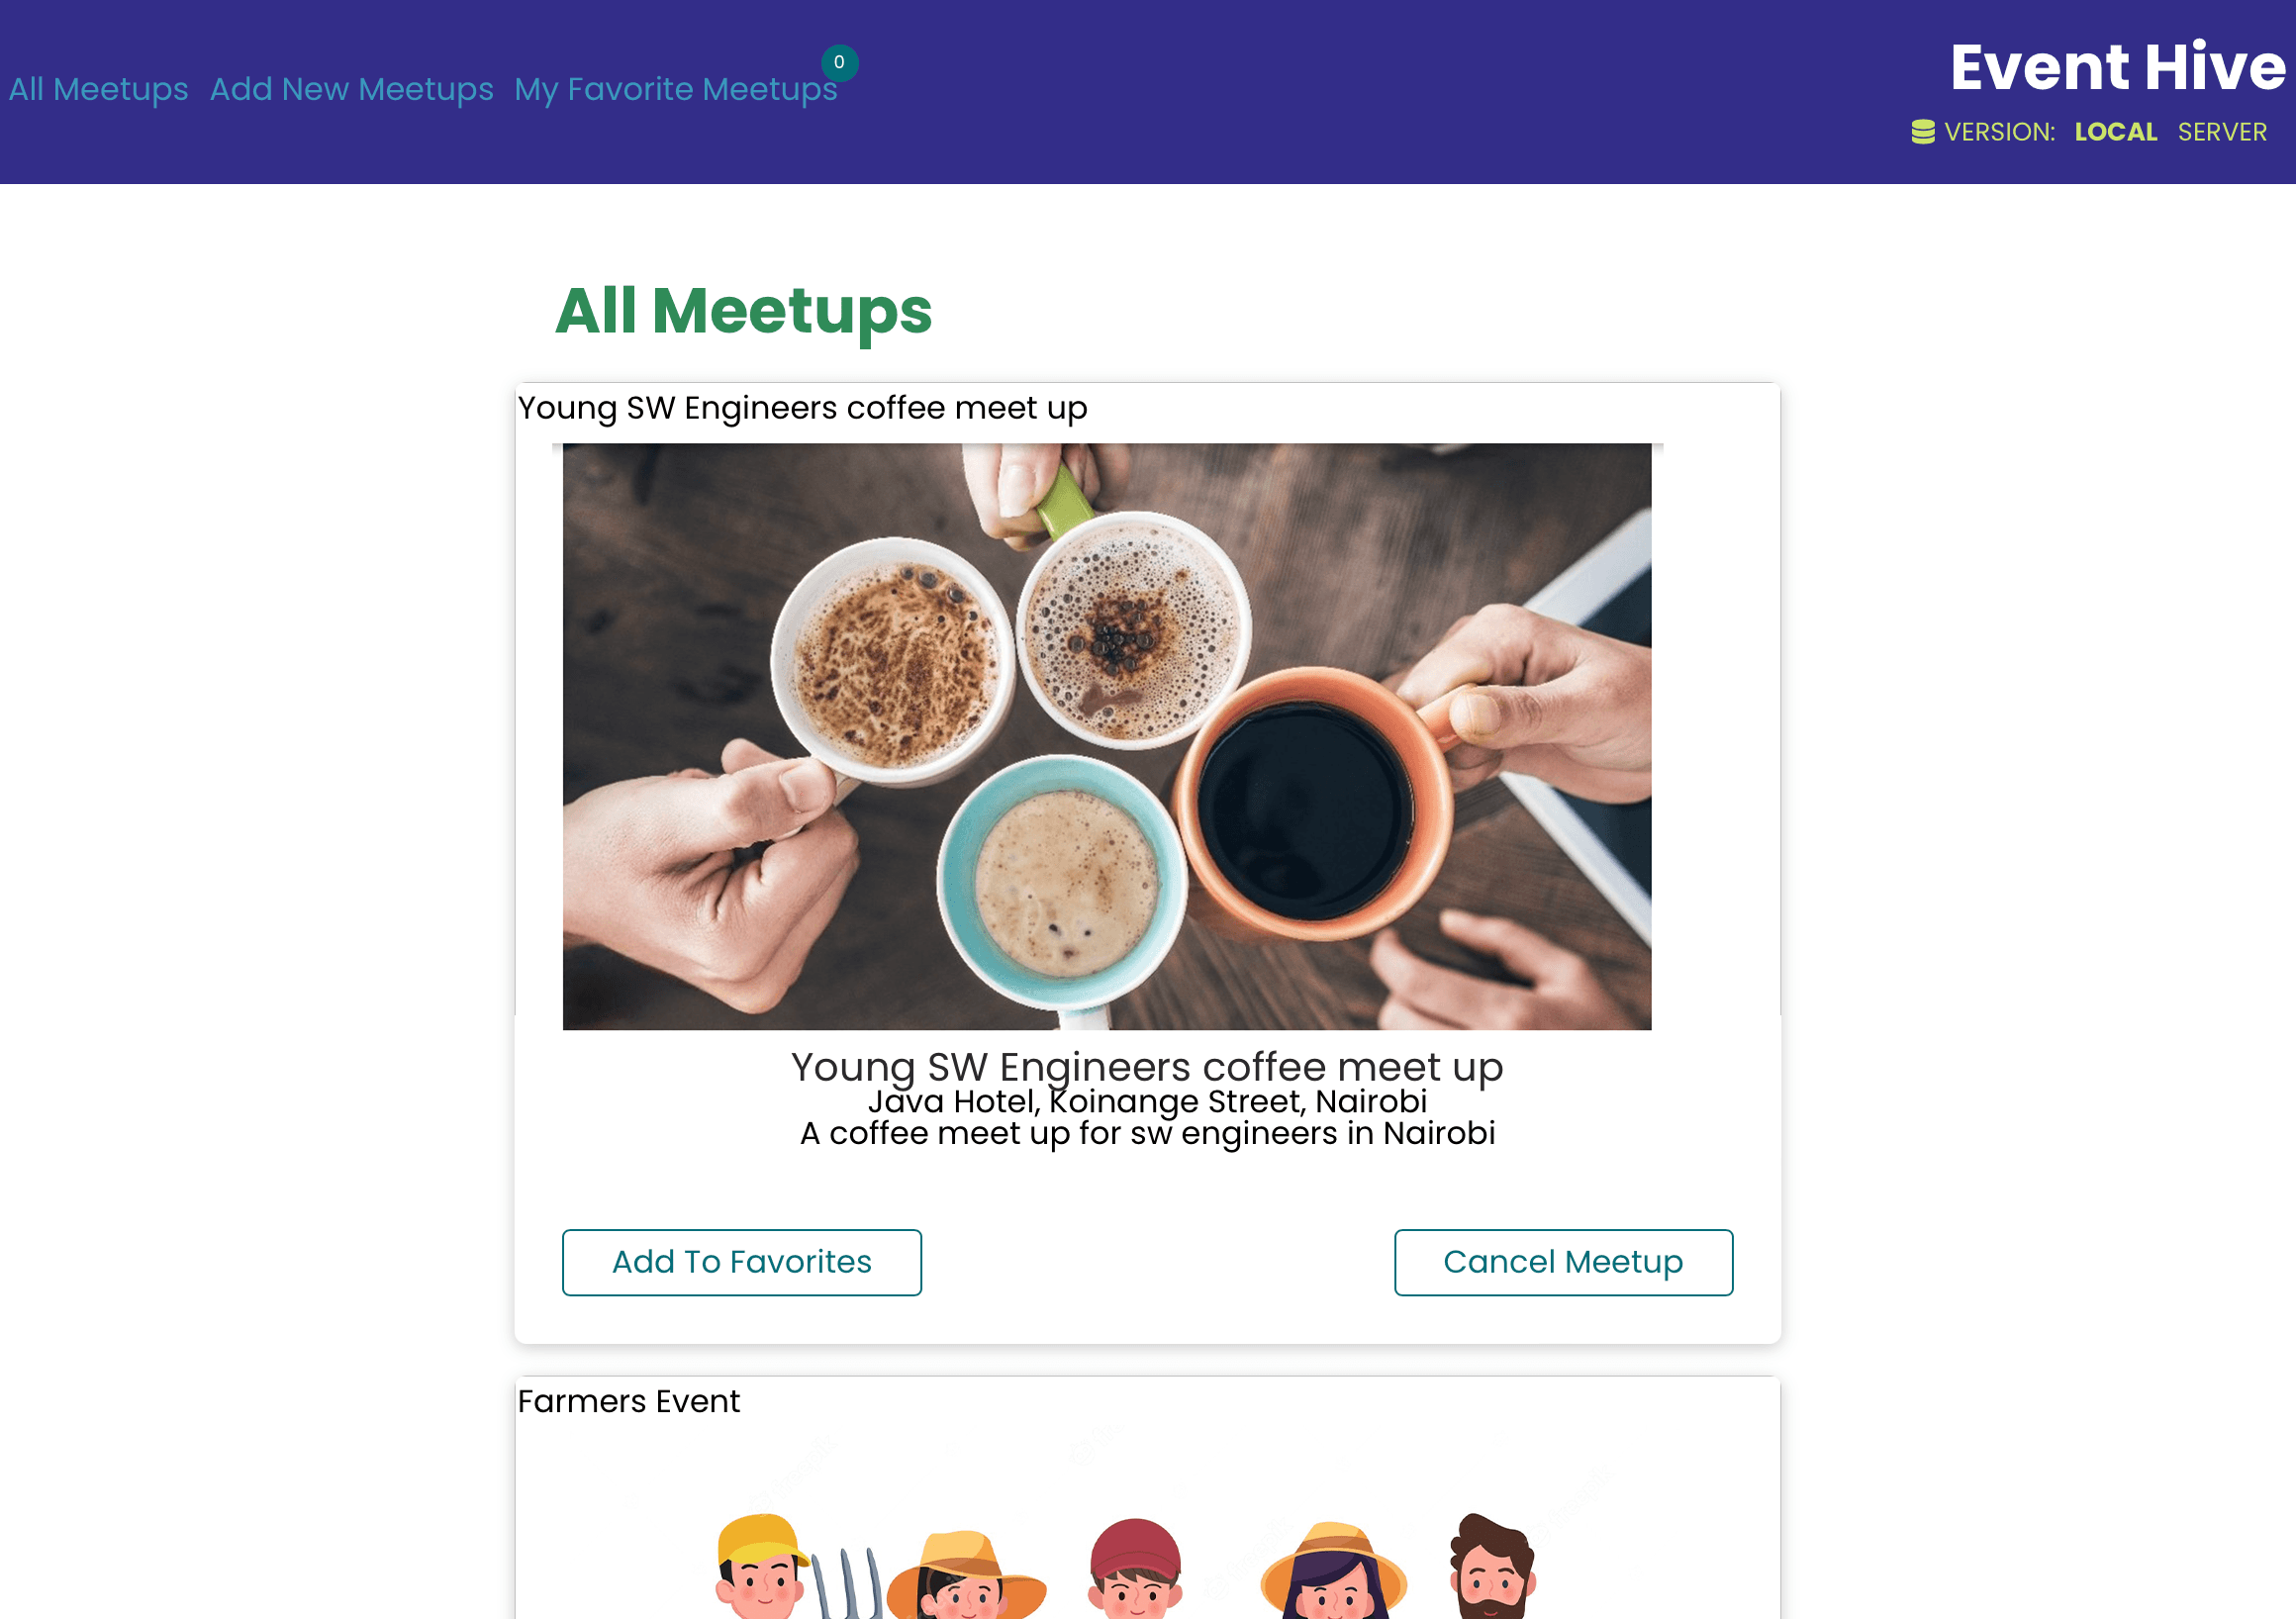 All Meetups Add New Meetups My Favorite Meetups 0
Event Hive
VERSION: LOCAL SERVER
All Meetups
Young SW Engineers coffee meet up
Young SW Engineers coffee meet up
Java Hotel, Koinange Street, Nairobi
A coffee meet up for sw engineers in Nairobi
Add To Favorites Cancel Meetup
Farmers Event